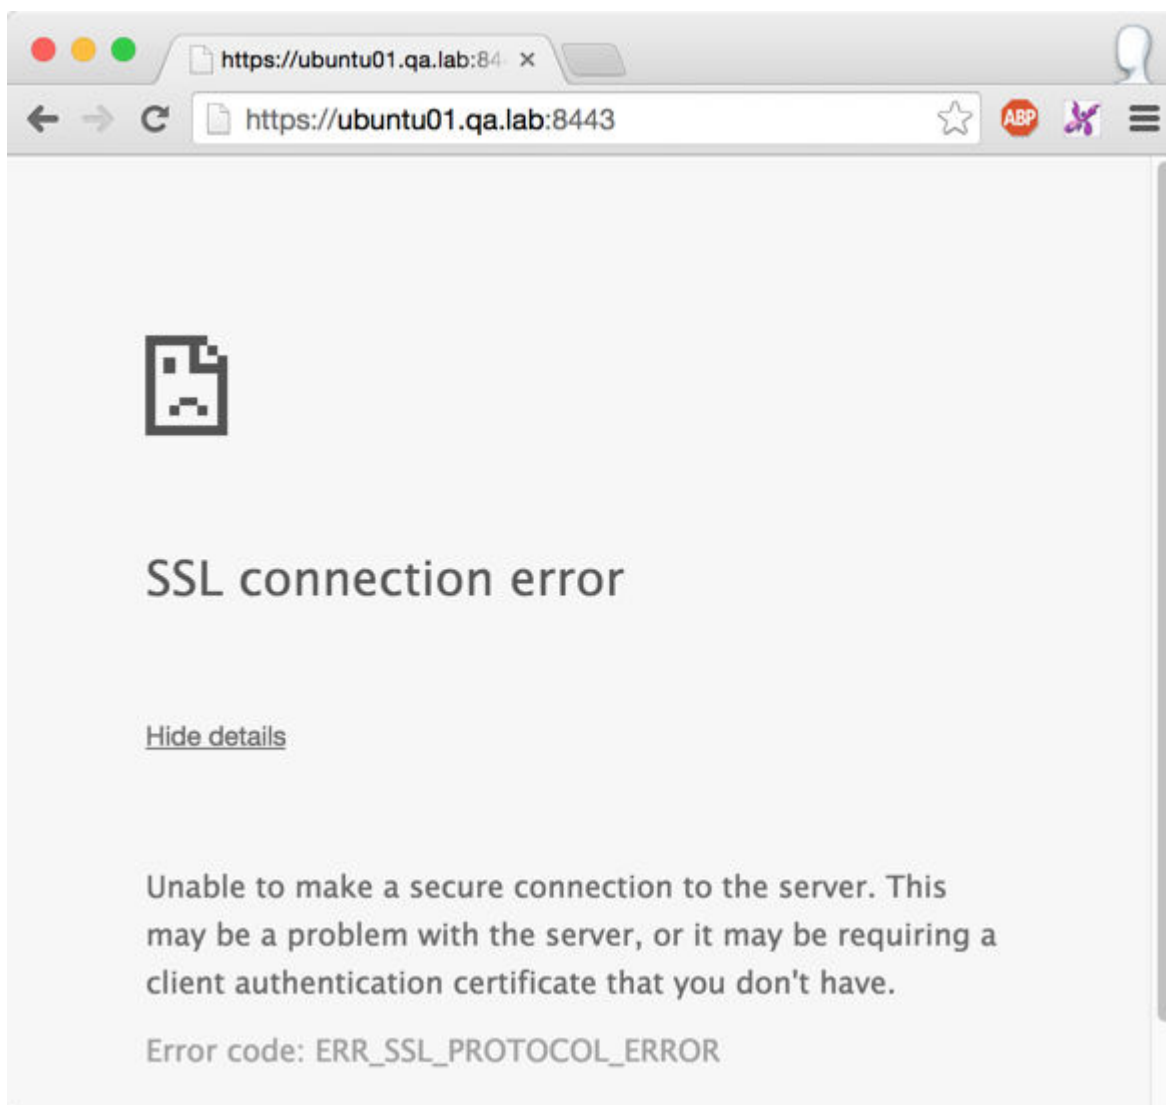 https://ubuntu01.qa.lab:84
https://ubuntu01.qa.lab:8443
ABP
SSL connection error
Hide details
Unable to make a secure connection to the server. This
may be a problem with the server, or it may be requiring a
client authentication certificate that you don't have.
Error code: ERR_SSL_PROTOCOL_ERROR